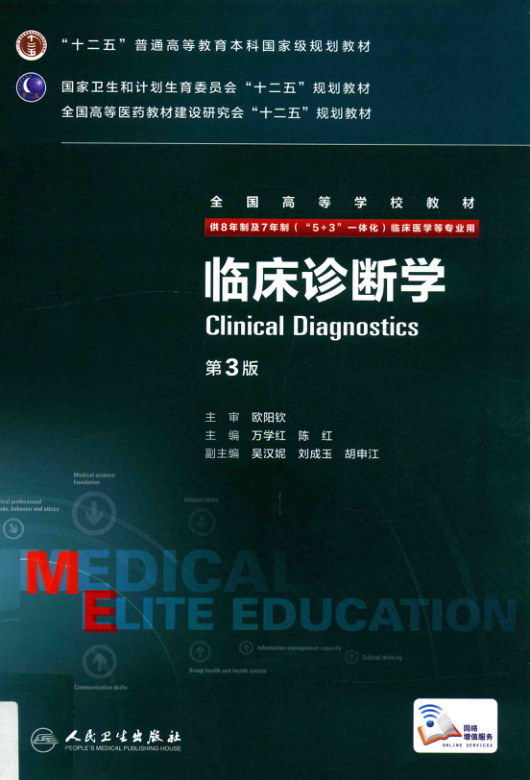 “十二五”普通高等教育本科国家级规划教材
国家卫生和计划生育委员会“十二五”规划教材
全国高等医药教材建设研究会“十二五”规划教材
全国高等学校教材
供8年制及7年制(“5+3”一体化)临床医学等专业用
临床诊断学
Clinical Diagnostics
第3版
主审 欧阳钦
主编 万学红 陈红
副主编 吴汉妮 刘成玉 胡申江
Medical science
foundation
Clinical skills
MEDICAL
ELITE EDUCATION
Information management capacity
Critical thinking
Group health and health system
Communication skills
人民卫生出版社
PEOPLE'S MEDICAL PUBLISHING HOUSE
网络
增值服务
ONLINE SERVICES